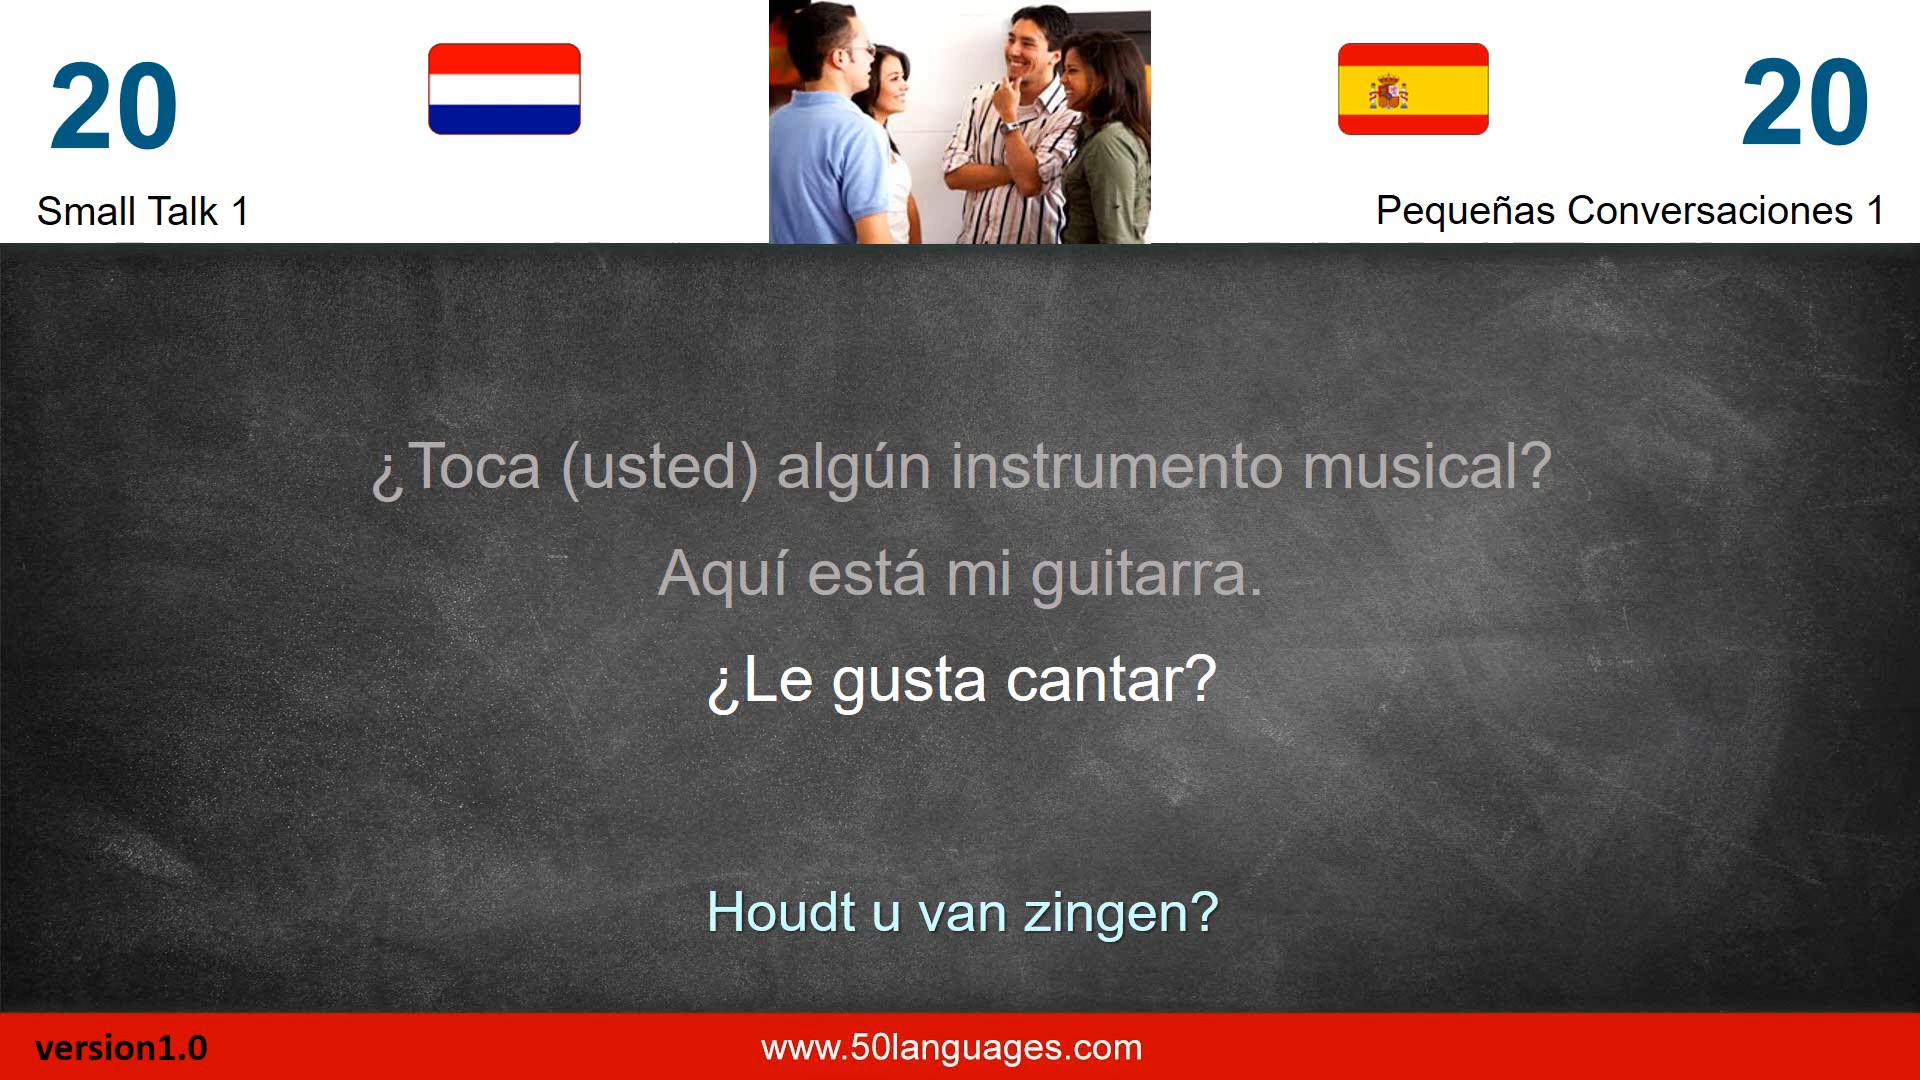 20
20
Small Talk 1
Pequeñas Conversaciones 1
¿Toca (usted) algún instrumento musical?
Aquí está mi guitarra.
¿Le gusta cantar?
Houdt u van zingen?
version1.0
www.50languages.com